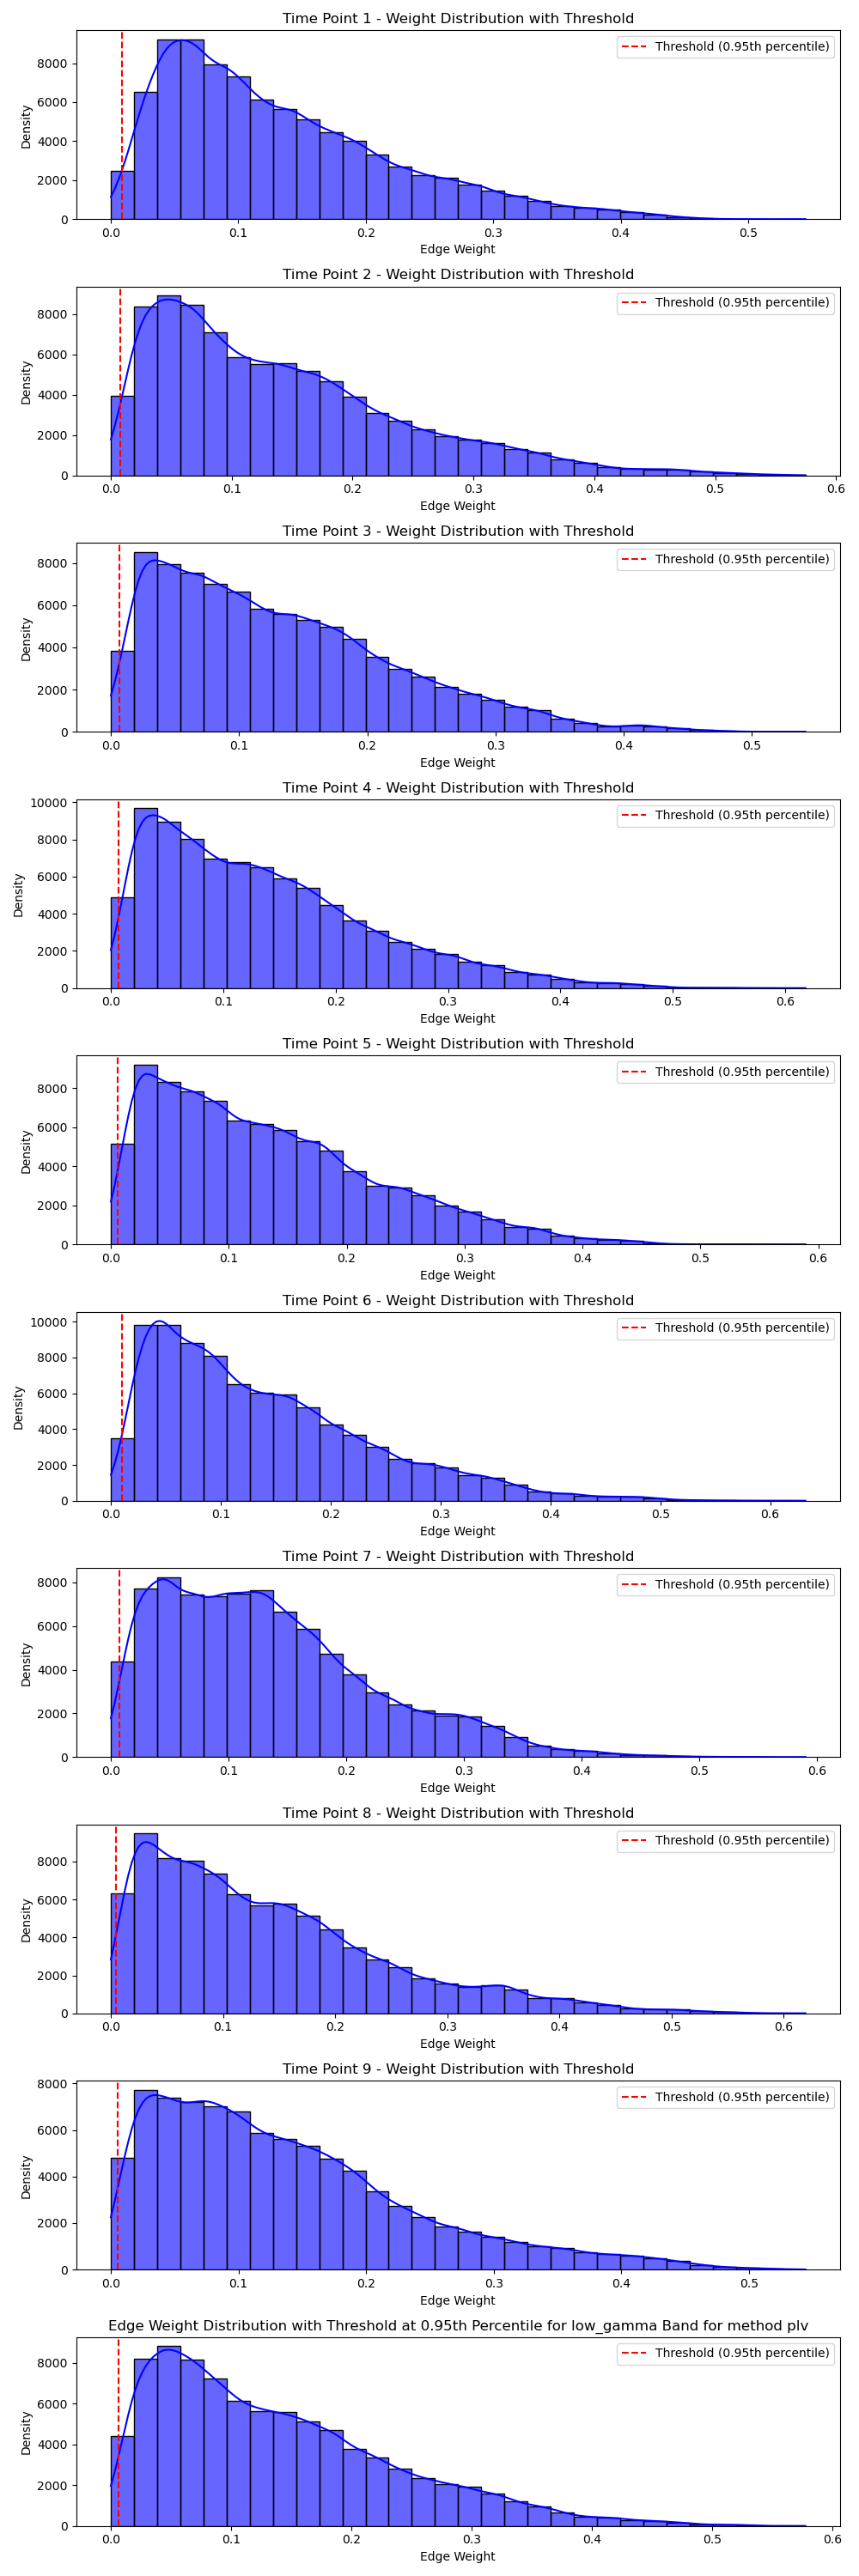 Time Point 1 - Weight Distribution with Threshold
Threshold (0.95th percentile)
Density
8000
6000
4000
2000
0
0.0 0.1 0.2 0.3 0.4 0.5
Edge Weight
Time Point 2 - Weight Distribution with Threshold
Threshold (0.95th percentile)
Density
8000
6000
4000
2000
0
0.0 0.1 0.2 0.3 0.4 0.5 0.6
Edge Weight
Time Point 3 - Weight Distribution with Threshold
Threshold (0.95th percentile)
Density
8000
6000
4000
2000
0
0.0 0.1 0.2 0.3 0.4 0.5
Edge Weight
Time Point 4 - Weight Distribution with Threshold
Threshold (0.95th percentile)
Density
10000
8000
6000
4000
2000
0
0.0 0.1 0.2 0.3 0.4 0.5 0.6
Edge Weight
Time Point 5 - Weight Distribution with Threshold
Threshold (0.95th percentile)
Density
8000
6000
4000
2000
0
0.0 0.1 0.2 0.3 0.4 0.5 0.6
Edge Weight
Time Point 6 - Weight Distribution with Threshold
Threshold (0.95th percentile)
Density
10000
8000
6000
4000
2000
0
0.0 0.1 0.2 0.3 0.4 0.5 0.6
Edge Weight
Time Point 7 - Weight Distribution with Threshold
Threshold (0.95th percentile)
Density
8000
6000
4000
2000
0
0.0 0.1 0.2 0.3 0.4 0.5 0.6
Edge Weight
Time Point 8 - Weight Distribution with Threshold
Threshold (0.95th percentile)
Density
8000
6000
4000
2000
0
0.0 0.1 0.2 0.3 0.4 0.5 0.6
Edge Weight
Time Point 9 - Weight Distribution with Threshold
Threshold (0.95th percentile)
Density
8000
6000
4000
2000
0
0.0 0.1 0.2 0.3 0.4 0.5
Edge Weight
Edge Weight Distribution with Threshold at 0.95th Percentile for low_gamma Band for method plv
Threshold (0.95th percentile)
Density
8000
6000
4000
2000
0
0.0 0.1 0.2 0.3 0.4 0.5 0.6
Edge Weight